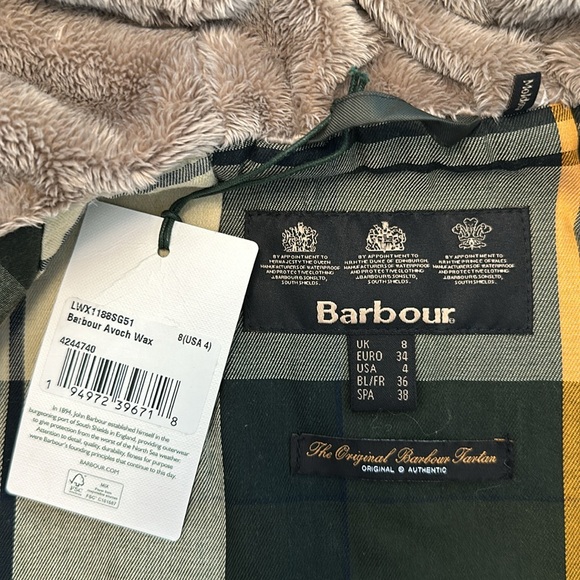 LWX1188SG51
Barbour Avoch Wax 8(USA 4)
4244740
1 94972 39671 8
In 1894, John Barbour established himself in the
burgeoning port of South Shields in England, providing outerwear
to give protection from the worst of the North Sea weather.
Attention to detail, quality, durability, fitness for purpose
were Barbour's founding principles that continue to this day.
BARBOUR.COM
FSC
MIX
FSC® C161687
BY APPOINTMENT TO
HER MAJESTY THE QUEEN
MANUFACTURERS OF WATERPROOF
AND PROTECTIVE CLOTHING
J.BARBOUR & SONS LTD,
SOUTH SHIELDS.
BY APPOINTMENT TO
H.R.H THE DUKE OF EDINBURGH,
MANUFACTURERS OF WATERPROOF
AND PROTECTIVE CLOTHING
J.BARBOUR & SONS LTD,
SOUTH SHIELDS.
BY APPOINTMENT TO
H.R.H THE PRINCE OF WALES
MANUFACTURERS OF WATERPROOF
AND PROTECTIVE CLOTHING
J.BARBOUR & SONS LTD,
SOUTH SHIELDS.
Barbour
UK 8
EURO 34
USA 4
BL/FR 36
SPA 38
The Original Barbour Tartan
ORIGINAL & AUTHENTIC